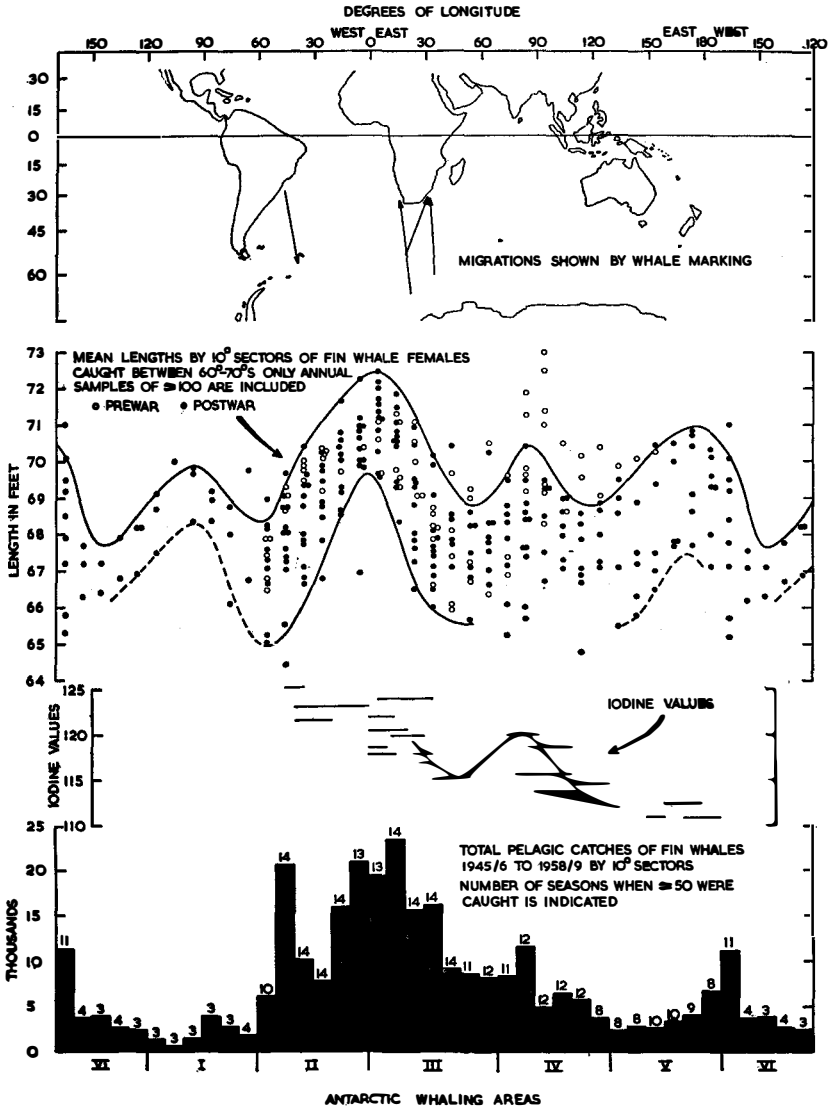 DEGREES OF LONGITUDE
WEST EAST EAST WEST
150 120 90 60 30 0 30 60 90 120 150 180 150 120
30
15
0
15
30
45
60
MIGRATIONS SHOWN BY WHALE MARKING
73
72
71
70
69
68
67
66
65
64
LENGTH IN FEET
MEAN LENGTHS BY 10° SECTORS OF FIN WHALE FEMALES
CAUGHT BETWEEN 60°-70°S ONLY ANNUAL
SAMPLES OF ⩾100 ARE INCLUDED
PREWAR POSTWAR
125
120
115
110
IODINE VALUES
IODINE VALUES
25
20
15
10
5
0
THOUSANDS
TOTAL PELAGIC CATCHES OF FIN WHALES
1945/6 TO 1958/9 BY 10° SECTORS
NUMBER OF SEASONS WHEN ⩾50 WERE
CAUGHT IS INDICATED
11 4 3 4 3 3 3 3 3 3 4 10 14 14 14 14 13 13 14 14 14 14 11 12 11 12 12 12 12 8 8 8 10 10 9 8 11 4 3 4 3
VI I II III IV V VI
ANTARCTIC WHALING AREAS